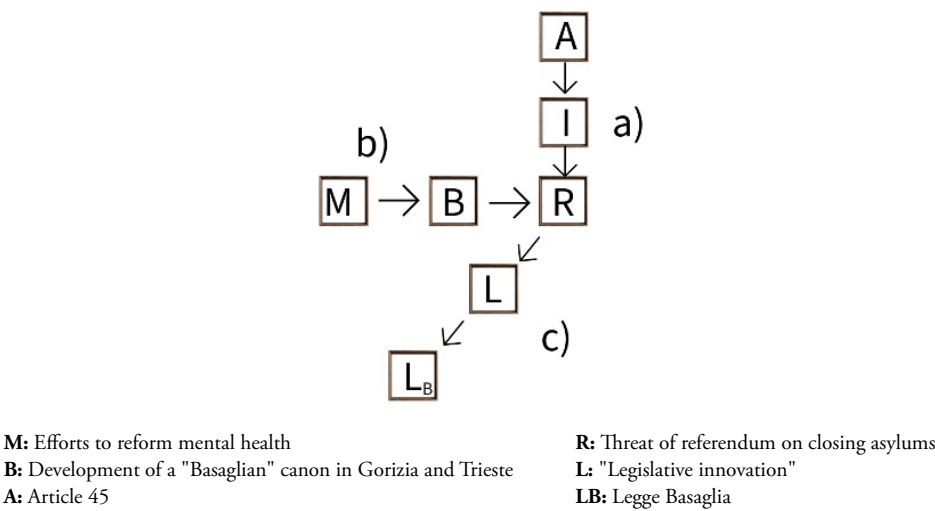 A
I
a)
b)
M
B
R
L
c)
LB
M: Efforts to reform mental health
B: Development of a "Basaglian" canon in Gorizia and Trieste
A: Article 45
R: Threat of referendum on closing asylums
L: "Legislative innovation"
LB: Legge Basaglia